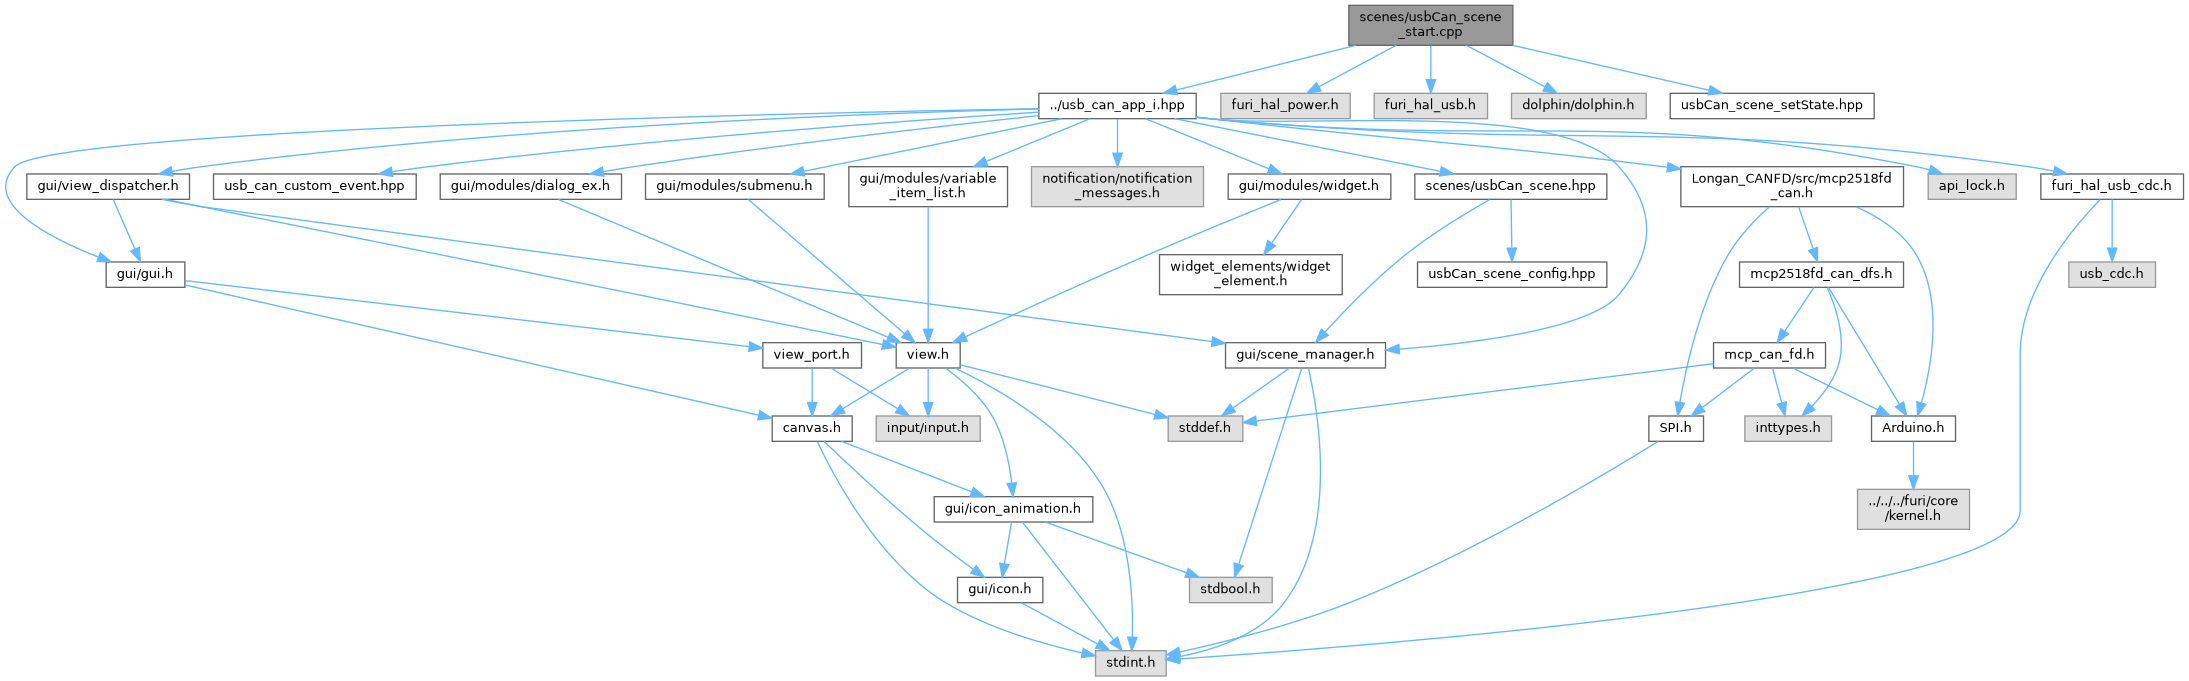 scenes/usbCan_scene
_start.cpp
../usb_can_app_i.hpp
furi_hal_power.h
furi_hal_usb.h
dolphin/dolphin.h
usbCan_scene_setState.hpp
gui/view_dispatcher.h
usb_can_custom_event.hpp
gui/modules/dialog_ex.h
gui/modules/submenu.h
gui/modules/variable
_item_list.h
notification/notification
_messages.h
gui/modules/widget.h
scenes/usbCan_scene.hpp
Longan_CANFD/src/mcp2518fd
_can.h
api_lock.h
furi_hal_usb_cdc.h
gui/gui.h
widget_elements/widget
_element.h
usbCan_scene_config.hpp
mcp2518fd_can_dfs.h
usb_cdc.h
view_port.h
view.h
gui/scene_manager.h
mcp_can_fd.h
canvas.h
input/input.h
stddef.h
SPI.h
inttypes.h
Arduino.h
gui/icon_animation.h
../../../furi/core
/kernel.h
gui/icon.h
stdbool.h
stdint.h